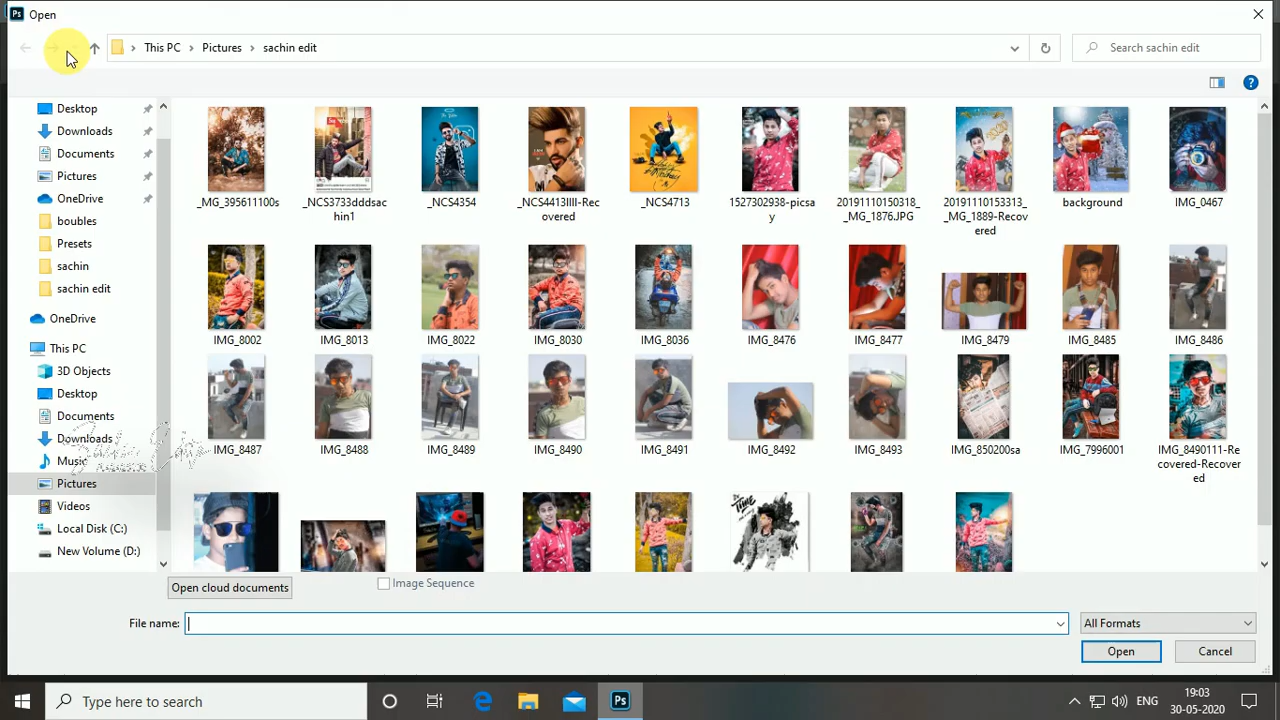 Open
This PC
Pictures
sachin edit
Search sachin edit
Desktop
Downloads
Documents
Pictures
OneDrive
boubles
Presets
sachin
sachin edit
OneDrive
This PC
3D Objects
Desktop
Documents
Downloads
Music
Pictures
Videos
Local Disk (C:)
New Volume (D:)
_MG_395611100s
_NCS3733dddsac
hin1
_NCS4354
_NCS4413IIII-Rec
overed
_NCS4713
1527302938-picsa
y
20191110150318_
_MG_1876.JPG
20191110153313_
_MG_1889-Recov
ered
background
IMG_0467
IMG_8002
IMG_8013
IMG_8022
IMG_8030
IMG_8036
IMG_8476
IMG_8477
IMG_8479
IMG_8485
IMG_8486
IMG_8487
IMG_8488
IMG_8489
IMG_8490
IMG_8491
IMG_8492
IMG_8493
IMG_850200sa
IMG_7996001
IMG_8490111-Re
covered-Recover
ed
Open cloud documents
Image Sequence
File name:
All Formats
Open
Cancel
Type here to search
ENG
19:03
30-05-2020